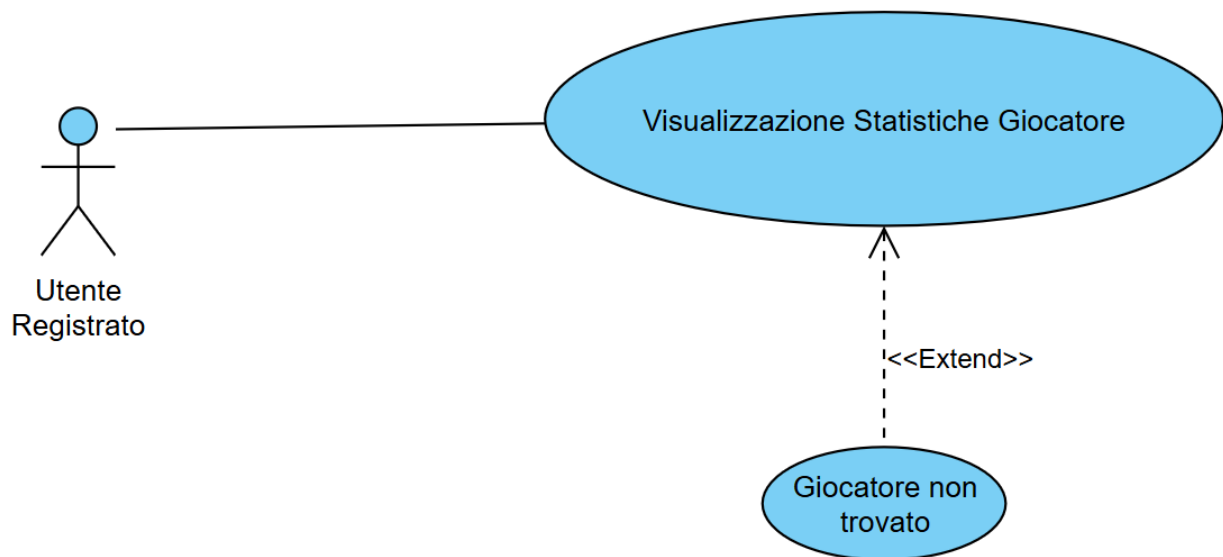 Visualizzazione Statistiche Giocatore
Utente
Registrato
<<Extend>>
Giocatore non
trovato